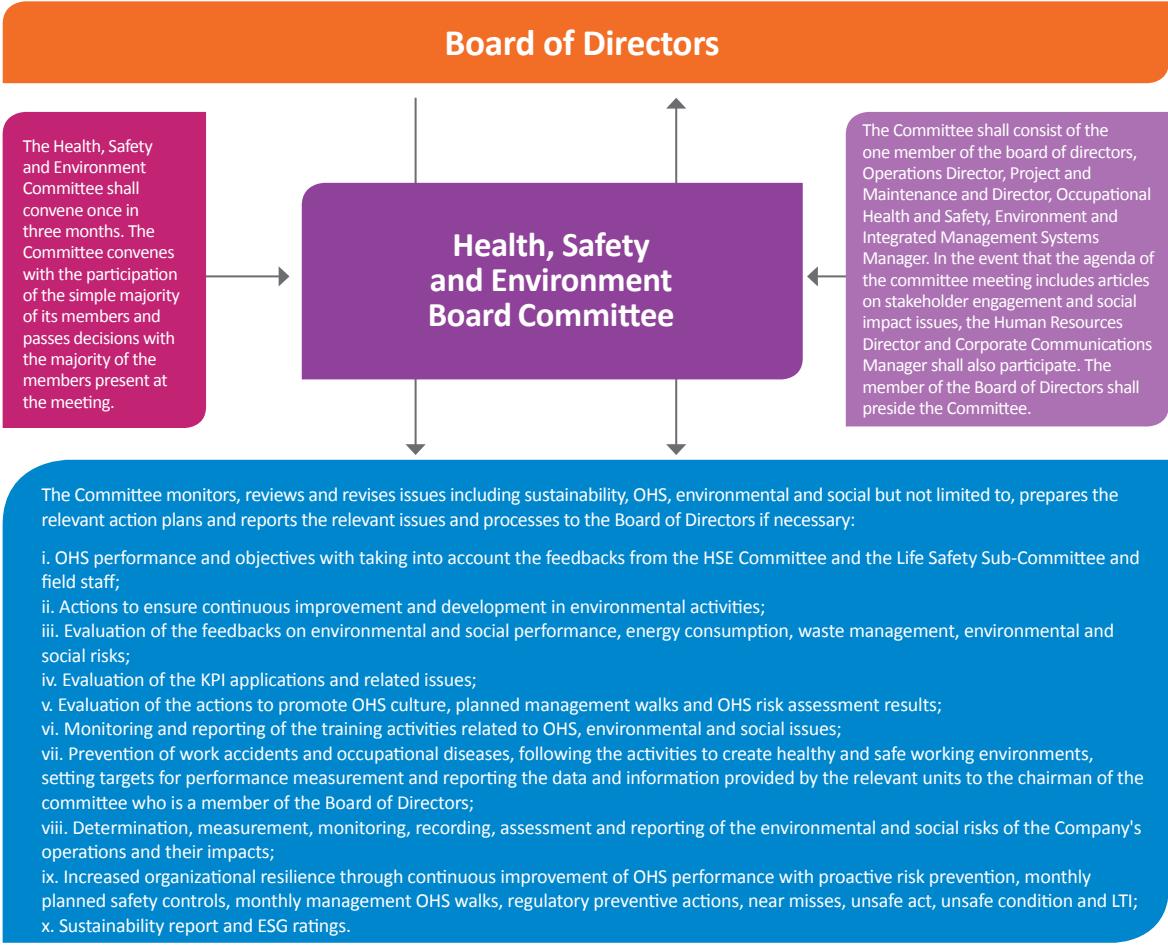 Board of Directors
The Health, Safety
and Environment
Committee shall
convene once in
three months. The
Committee convenes
with the participation
of the simple majority
of its members and
passes decisions with
the majority of the
members present at
the meeting.
Health, Safety
and Environment
Board Committee
The Committee shall consist of the
one member of the board of directors,
Operations Director, Project and
Maintenance and Director, Occupational
Health and Safety, Environment and
Integrated Management Systems
Manager. In the event that the agenda of
the committee meeting includes articles
on stakeholder engagement and social
impact issues, the Human Resources
Director and Corporate Communications
Manager shall also participate. The
member of the Board of Directors shall
preside the Committee.
The Committee monitors, reviews and revises issues including sustainability, OHS, environmental and social but not limited to, prepares the
relevant action plans and reports the relevant issues and processes to the Board of Directors if necessary:
i. OHS performance and objectives with taking into account the feedbacks from the HSE Committee and the Life Safety Sub-Committee and
field staff;
ii. Actions to ensure continuous improvement and development in environmental activities;
iii. Evaluation of the feedbacks on environmental and social performance, energy consumption, waste management, environmental and
social risks;
iv. Evaluation of the KPI applications and related issues;
v. Evaluation of the actions to promote OHS culture, planned management walks and OHS risk assessment results;
vi. Monitoring and reporting of the training activities related to OHS, environmental and social issues;
vii. Prevention of work accidents and occupational diseases, following the activities to create healthy and safe working environments,
setting targets for performance measurement and reporting the data and information provided by the relevant units to the chairman of the
committee who is a member of the Board of Directors;
viii. Determination, measurement, monitoring, recording, assessment and reporting of the environmental and social risks of the Company's
operations and their impacts;
ix. Increased organizational resilience through continuous improvement of OHS performance with proactive risk prevention, monthly
planned safety controls, monthly management OHS walks, regulatory preventive actions, near misses, unsafe act, unsafe condition and LTI;
x. Sustainability report and ESG ratings.